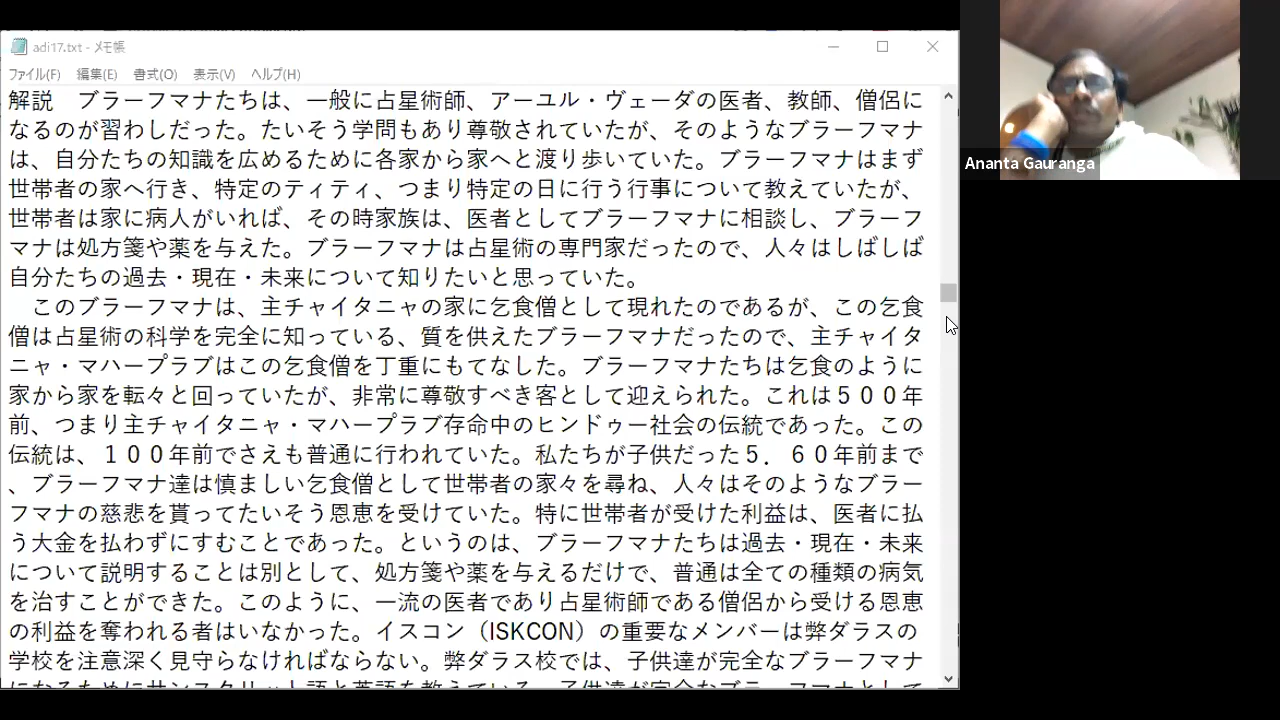 adi17.txt - メモ帳
ファイル(F) 編集(E) 書式(O) 表示(V) ヘルプ(H)
解説　ブラーフマナたちは、一般に占星術師、アーユル・ヴェーダの医者、教師、僧侶に
なるのが習わしだった。たいそう学問もあり尊敬されていたが、そのようなブラーフマナ
は、自分たちの知識を広めるために各家から家へと渡り歩いていた。ブラーフマナはまず
世帯者の家へ行き、特定のティティ、つまり特定の日に行う行事について教えていたが、
世帯者は家に病人がいれば、その時家族は、医者としてブラーフマナに相談し、ブラーフ
マナは処方箋や薬を与えた。ブラーフマナは占星術の専門家だったので、人々はしばしば
自分たちの過去・現在・未来について知りたいと思っていた。
　このブラーフマナは、主チャイタニャの家に乞食僧として現れたのであるが、この乞食
僧は占星術の科学を完全に知っている、質を供えたブラーフマナだったので、主チャイタ
ニャ・マハープラブはこの乞食僧を丁重にもてなした。ブラーフマナたちは乞食のように
家から家を転々と回っていたが、非常に尊敬すべき客として迎えられた。これは５００年
前、つまり主チャイタニャ・マハープラブ存命中のヒンドゥー社会の伝統であった。この
伝統は、１００年前でさえも普通に行われていた。私たちが子供だった５．６０年前まで
、ブラーフマナ達は慎ましい乞食僧として世帯者の家々を尋ね、人々はそのようなブラー
フマナの慈悲を貰ってたいそう恩恵を受けていた。特に世帯者が受けた利益は、医者に払
う大金を払わずにすむことであった。というのは、ブラーフマナたちは過去・現在・未来
について説明することは別として、処方箋や薬を与えるだけで、普通は全ての種類の病気
を治すことができた。このように、一流の医者であり占星術師である僧侶から受ける恩恵
の利益を奪われる者はいなかった。イスコン（ISKCON）の重要なメンバーは弊ダラスの
学校を注意深く見守らなければならない。弊ダラス校では、子供達が完全なブラーフマナ
になるためにサンスクリット語と英語を教えている。子供達が完全なブラーフマナとして
Ananta Gauranga